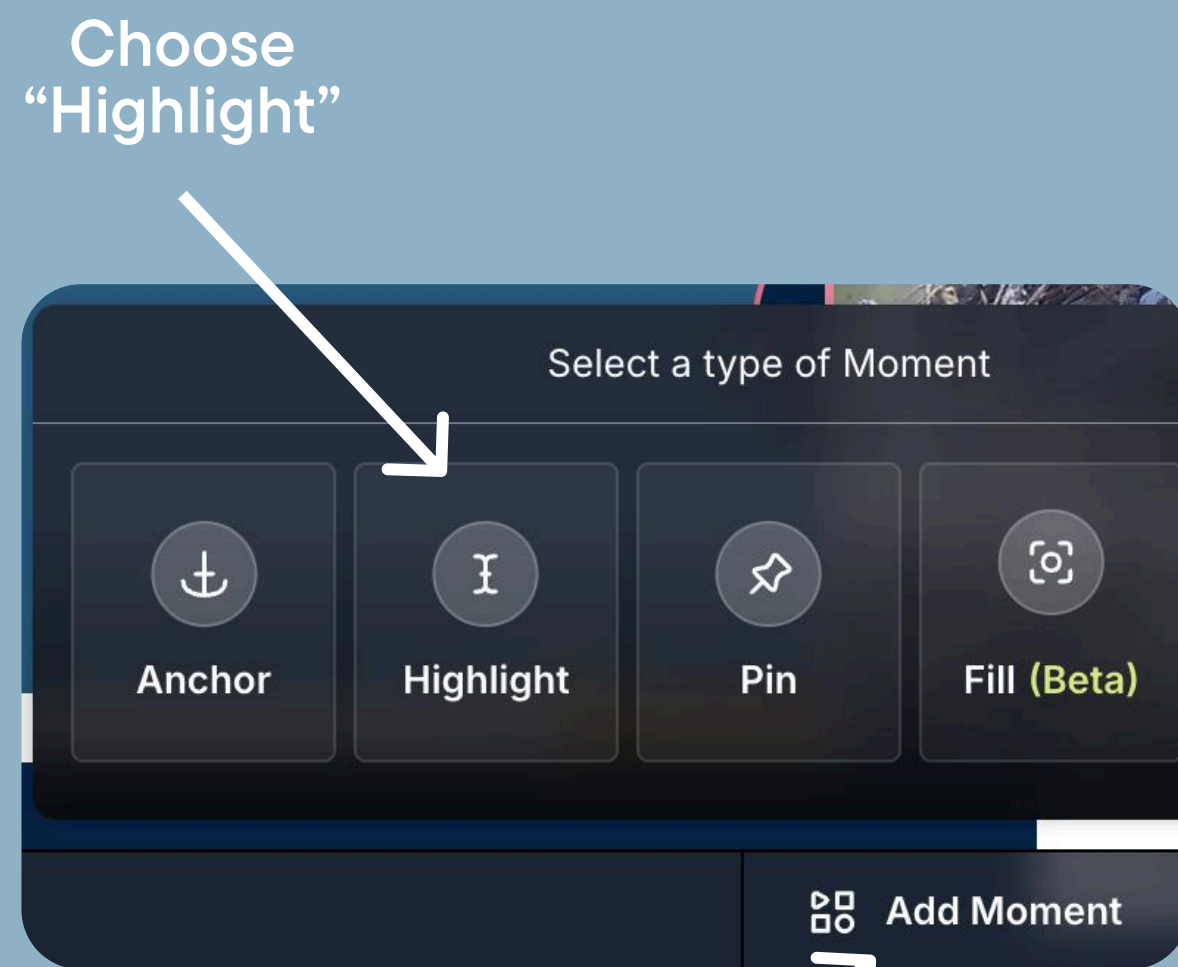 Choose
“Highlight”
Select a type of Moment
Anchor
Highlight
Pin
Fill (Beta)
Add Moment